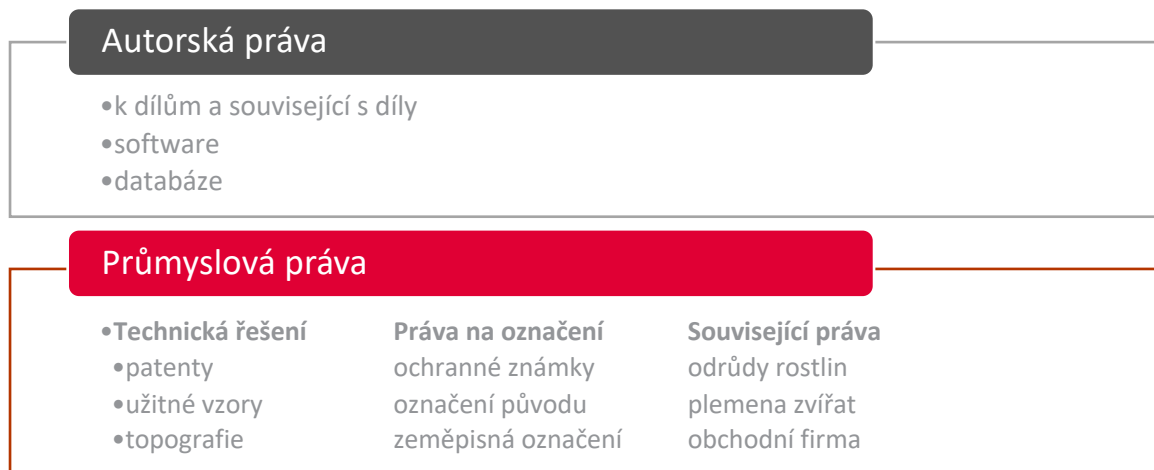 Autorská práva
•k dílům a související s díly
•software
•databáze
Průmyslová práva
•Technická řešení Práva na označení Související práva
•patenty ochranné známky odrůdy rostlin
•užitné vzory označení původu plemena zvířat
•topografie zeměpisná označení obchodní firma